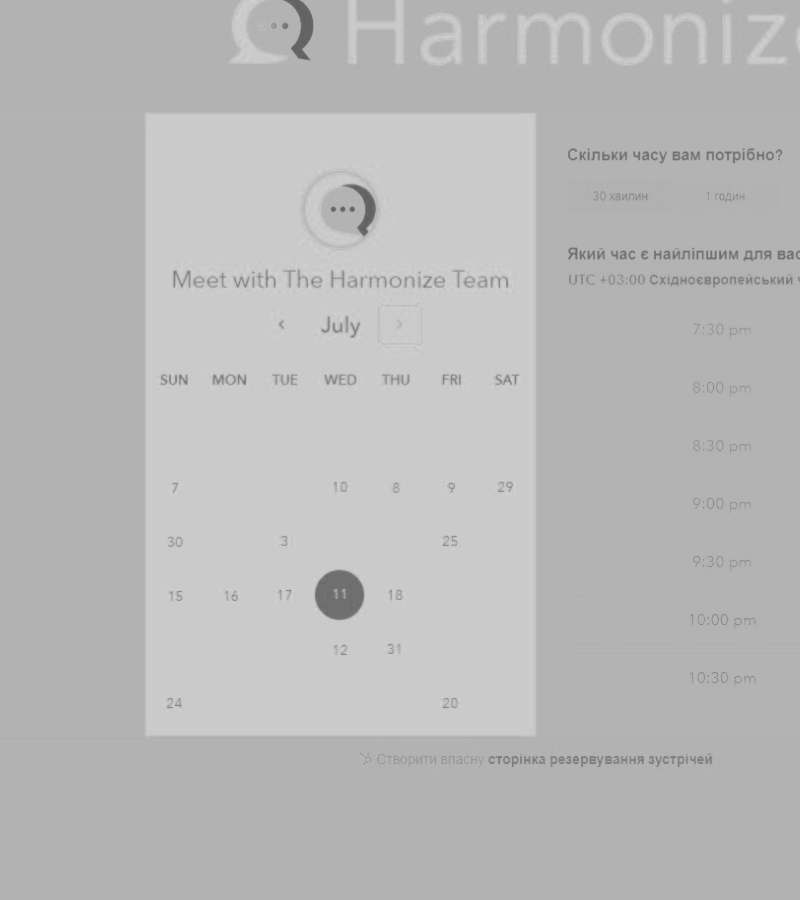 Harmoniz
Meet with The Harmonize Team
‹ July ›
SUN MON TUE WED THU FRI SAT
7 10 8 9 29
30 3 25
15 16 17 11 18
12 31
24 20
Скільки часу вам потрібно?
30 хвилин 1 годин
Який час є найліпшим для вас
UTC +03:00 Східноєвропейський ч
7:30 pm
8:00 pm
8:30 pm
9:00 pm
9:30 pm
10:00 pm
10:30 pm
Створити власну сторінка резервування зустрічей